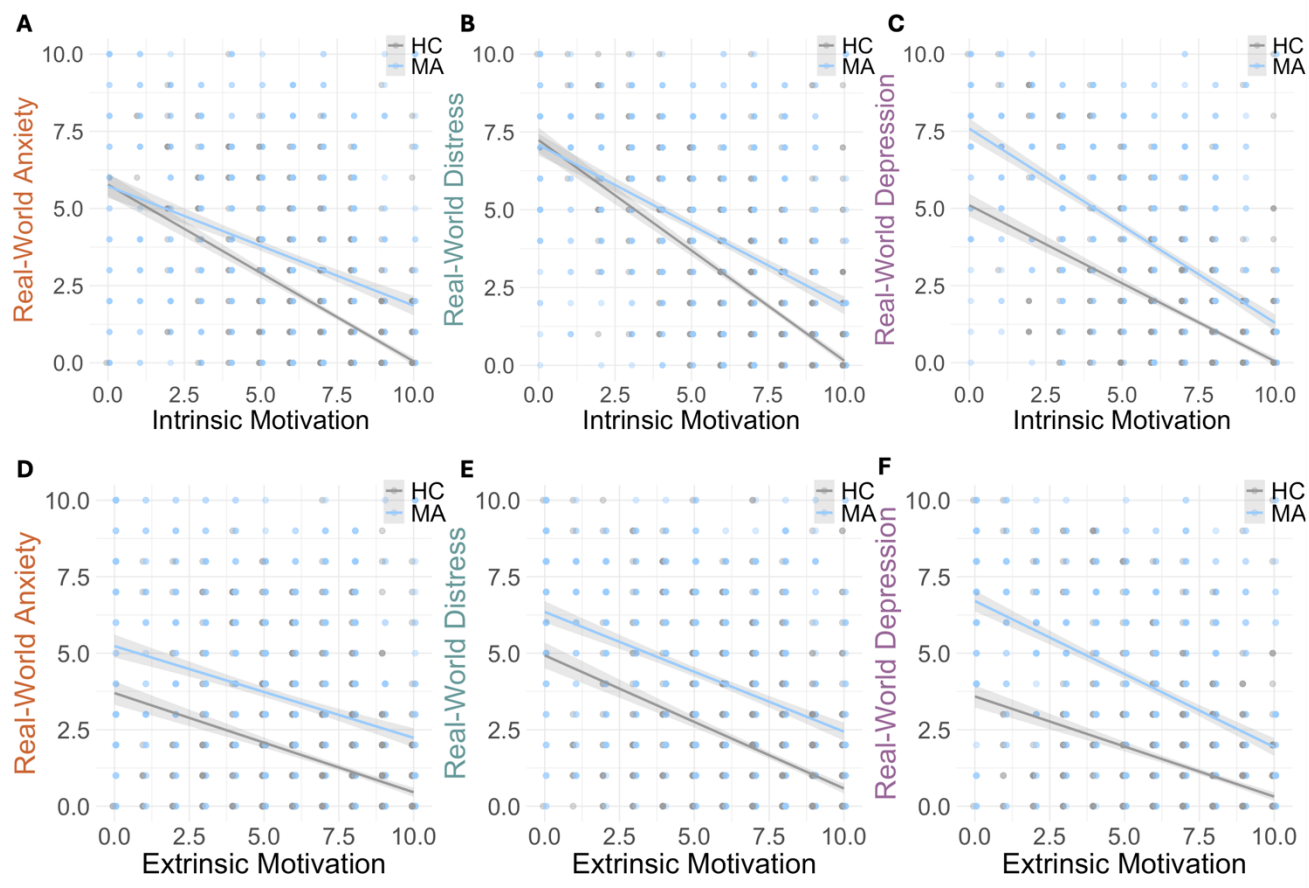 A
10.0
7.5
5.0
2.5
0.0
0.0 2.5 5.0 7.5 10.0
Real-World Anxiety
Intrinsic Motivation
HC
MA
B
10.0
7.5
5.0
2.5
0.0
0.0 2.5 5.0 7.5 10.0
Real-World Distress
Intrinsic Motivation
HC
MA
C
10.0
7.5
5.0
2.5
0.0
0.0 2.5 5.0 7.5 10.0
Real-World Depression
Intrinsic Motivation
HC
MA
D
10.0
7.5
5.0
2.5
0.0
0.0 2.5 5.0 7.5 10.0
Real-World Anxiety
Extrinsic Motivation
HC
MA
E
10.0
7.5
5.0
2.5
0.0
0.0 2.5 5.0 7.5 10.0
Real-World Distress
Extrinsic Motivation
HC
MA
F
10.0
7.5
5.0
2.5
0.0
0.0 2.5 5.0 7.5 10.0
Real-World Depression
Extrinsic Motivation
HC
MA